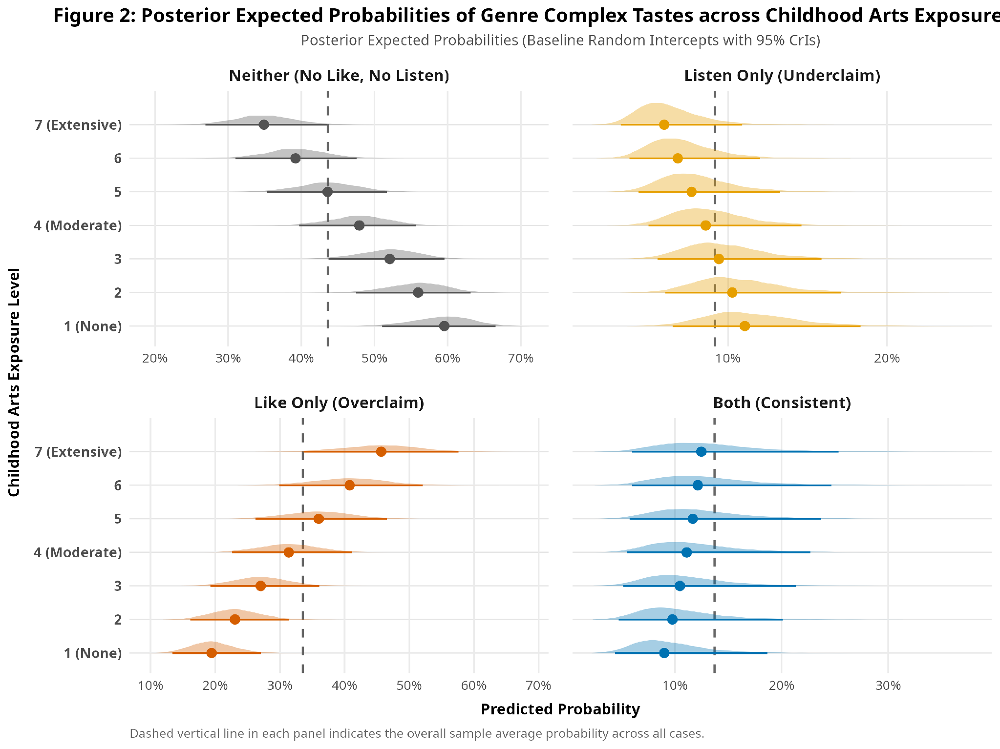 Figure 2: Posterior Expected Probabilities of Genre Complex Tastes across Childhood Arts Exposure
Posterior Expected Probabilities (Baseline Random Intercepts with 95% CrIs)
Childhood Arts Exposure Level
Neither (No Like, No Listen)
7 (Extensive)
6
5
4 (Moderate)
3
2
1 (None)
20% 30% 40% 50% 60% 70%
Listen Only (Underclaim)
10% 20%
Like Only (Overclaim)
7 (Extensive)
6
5
4 (Moderate)
3
2
1 (None)
10% 20% 30% 40% 50% 60% 70%
Both (Consistent)
10% 20% 30%
Predicted Probability
Dashed vertical line in each panel indicates the overall sample average probability across all cases.